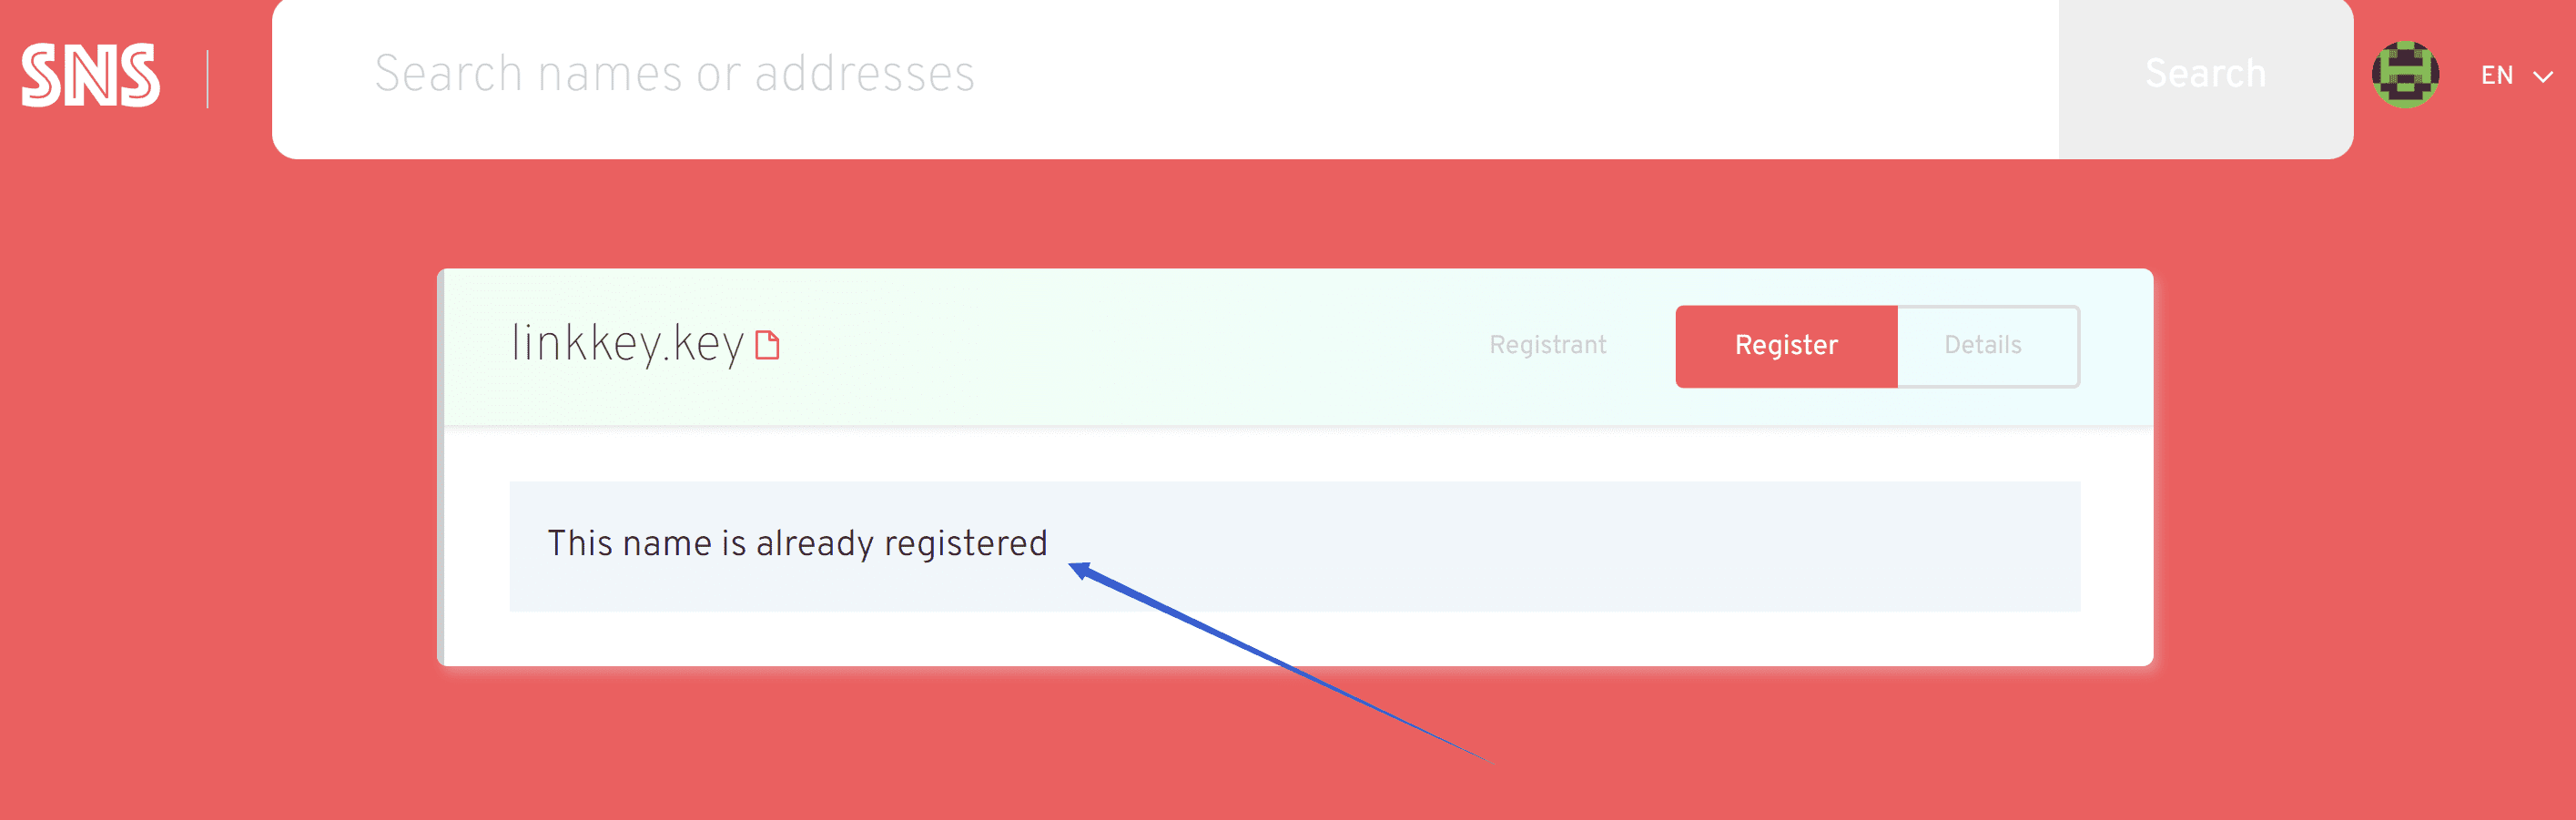 SNS
Search names or addresses
Search
EN
linkkey.key
Registrant
Register
Details
This name is already registered